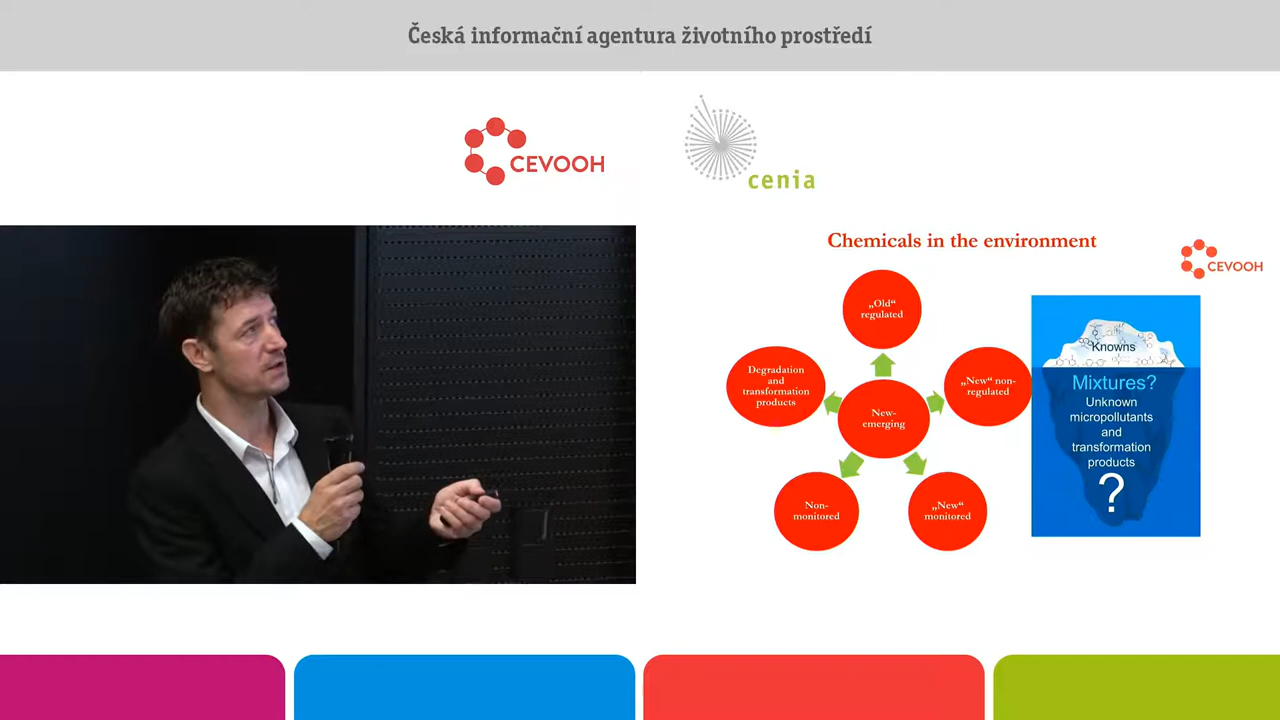 Česká informační agentura životního prostředí
CEVOOH
cenia
Chemicals in the environment
CEVOOH
„Old“
regulated
Degradation
and
transformation
products
„New“ non-
regulated
New-
emerging
Non-
monitored
„New“
monitored
Knowns
Mixtures?
Unknown
micropollutants
and
transformation
products
?